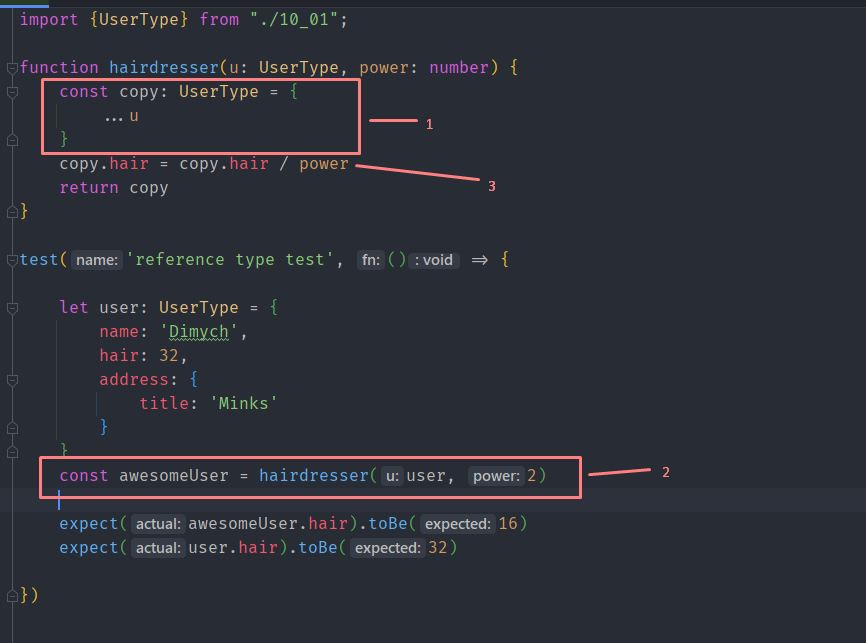 import {UserType} from "./10_01";
function hairdresser(u: UserType, power: number) {
const copy: UserType = {
...u
}
1
copy.hair = copy.hair / power
3
return copy
}
test( name: 'reference type test', fn: () : void => {
let user: UserType = {
name: 'Dimych',
hair: 32,
address: {
title: 'Minks'
}
}
const awesomeUser = hairdresser( u: user, power: 2)
2
expect( actual: awesomeUser.hair).toBe( expected: 16)
expect( actual: user.hair).toBe( expected: 32)
})